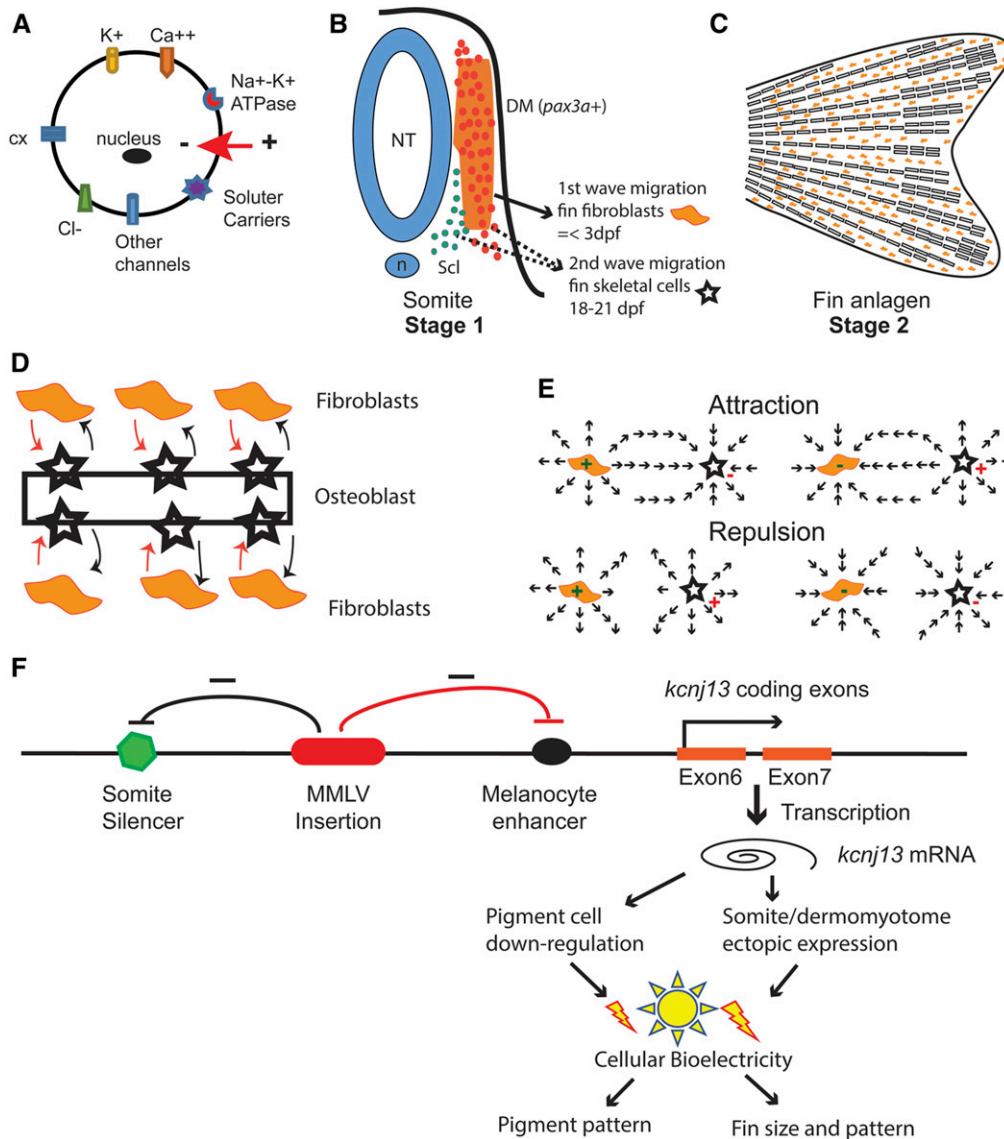 A
K+
Ca++
Na+-K+
ATPase
cx
nucleus
-
+
Soluter
Carriers
Cl-
Other
channels
B
NT
n
Scl
DM (pax3a+)
1st wave migration
fin fibroblasts
=< 3dpf
2nd wave migration
fin skeletal cells
18-21 dpf
Somite
Stage 1
C
Fin anlagen
Stage 2
D
Fibroblasts
Osteoblast
Fibroblasts
E
Attraction
+
-
-
+
Repulsion
+
+
-
-
F
kcnj13 coding exons
Somite
Silencer
MMLV
Insertion
Melanocyte
enhancer
Exon6
Exon7
Transcription
kcnj13 mRNA
Pigment cell
down-regulation
Somite/dermomyotome
ectopic expression
Cellular Bioelectricity
Pigment pattern
Fin size and pattern